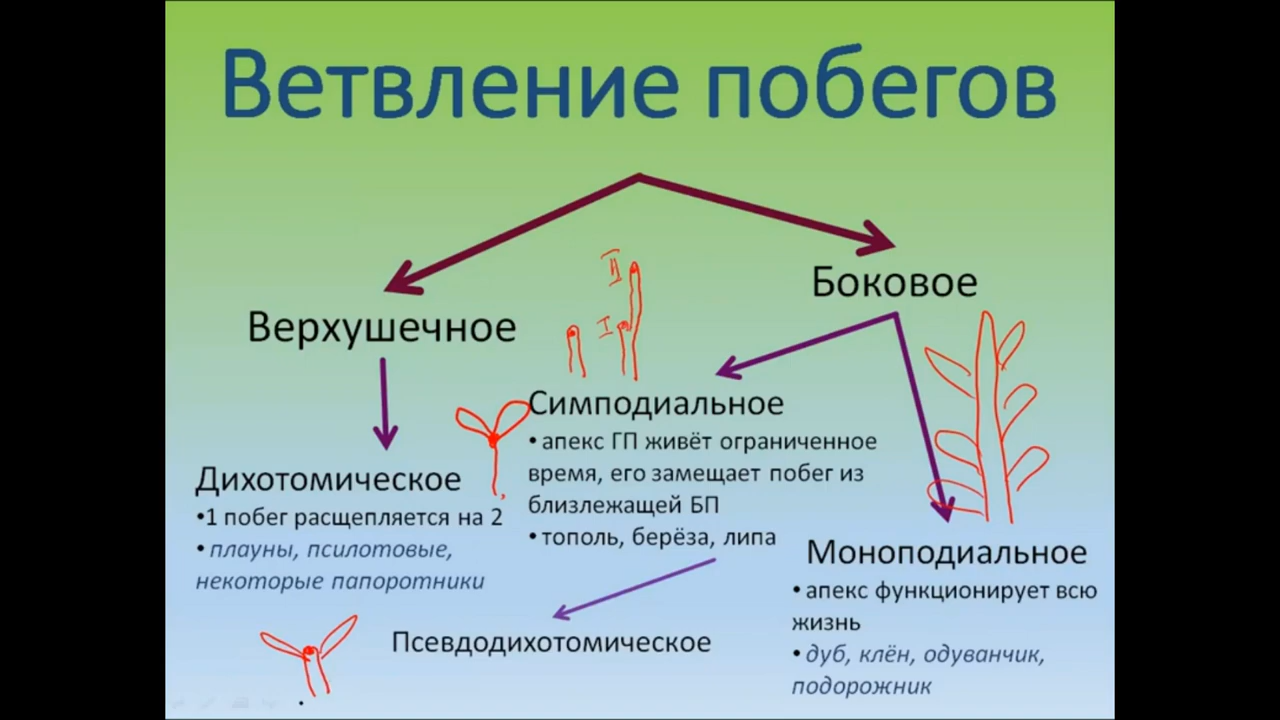 Ветвление побегов
Верхушечное
Боковое
II
I
Дихотомическое
•1 побег расщепляется на 2
• плауны, псилотовые,
некоторые папоротники
Симподиальное
• апекс ГП живёт ограниченное
время, его замещает побег из
близлежащей БП
• тополь, берёза, липа
Псевдодихотомическое
Моноподиальное
• апекс функционирует всю
жизнь
• дуб, клён, одуванчик,
подорожник